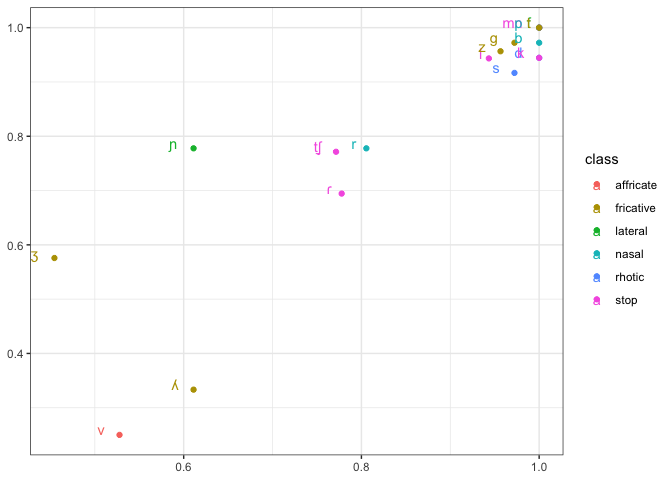 1.0
0.8
0.6
0.4
0.6
0.8
1.0
f
g
z
s
ɲ
tʃ
r
ɾ
ʒ
ʎ
v
class
affricate
fricative
lateral
nasal
rhotic
stop